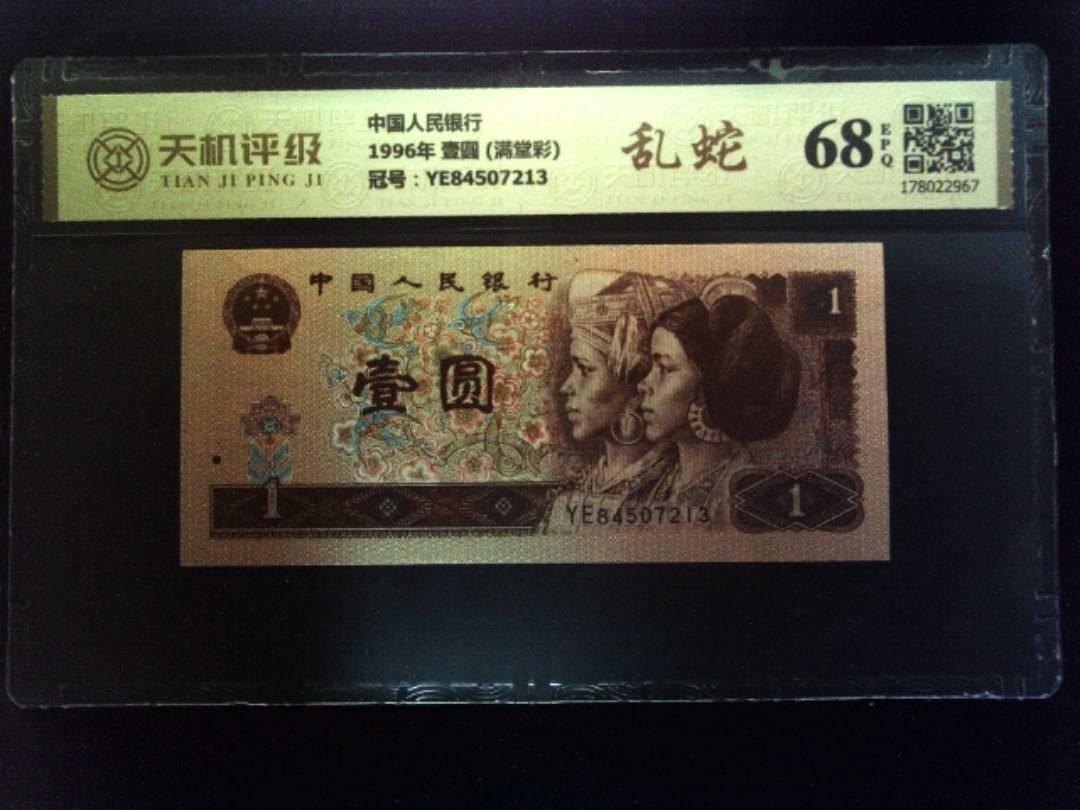 天机评级
TIAN JI PING JI
中国人民银行
1996年 壹圆 (满堂彩)
冠号：YE84507213
乱蛇
68
EPQ
178022967
中国人民银行
1
壹圆
1
YE84507213
1